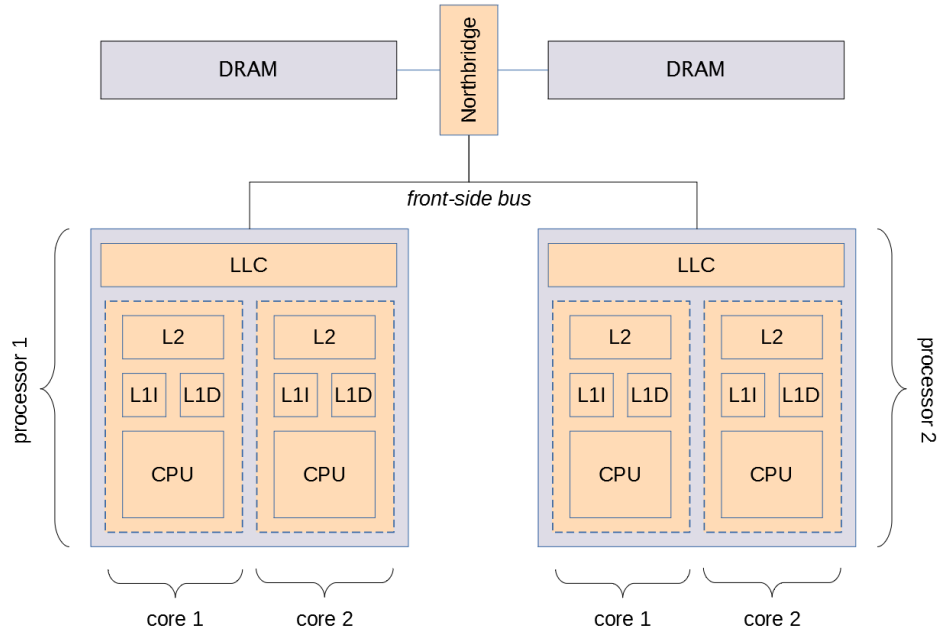 DRAM
Northbridge
DRAM
front-side bus
processor 1
LLC
L2
L1I
L1D
CPU
L2
L1I
L1D
CPU
core 1
core 2
LLC
L2
L1I
L1D
CPU
L2
L1I
L1D
CPU
core 1
core 2
processor 2